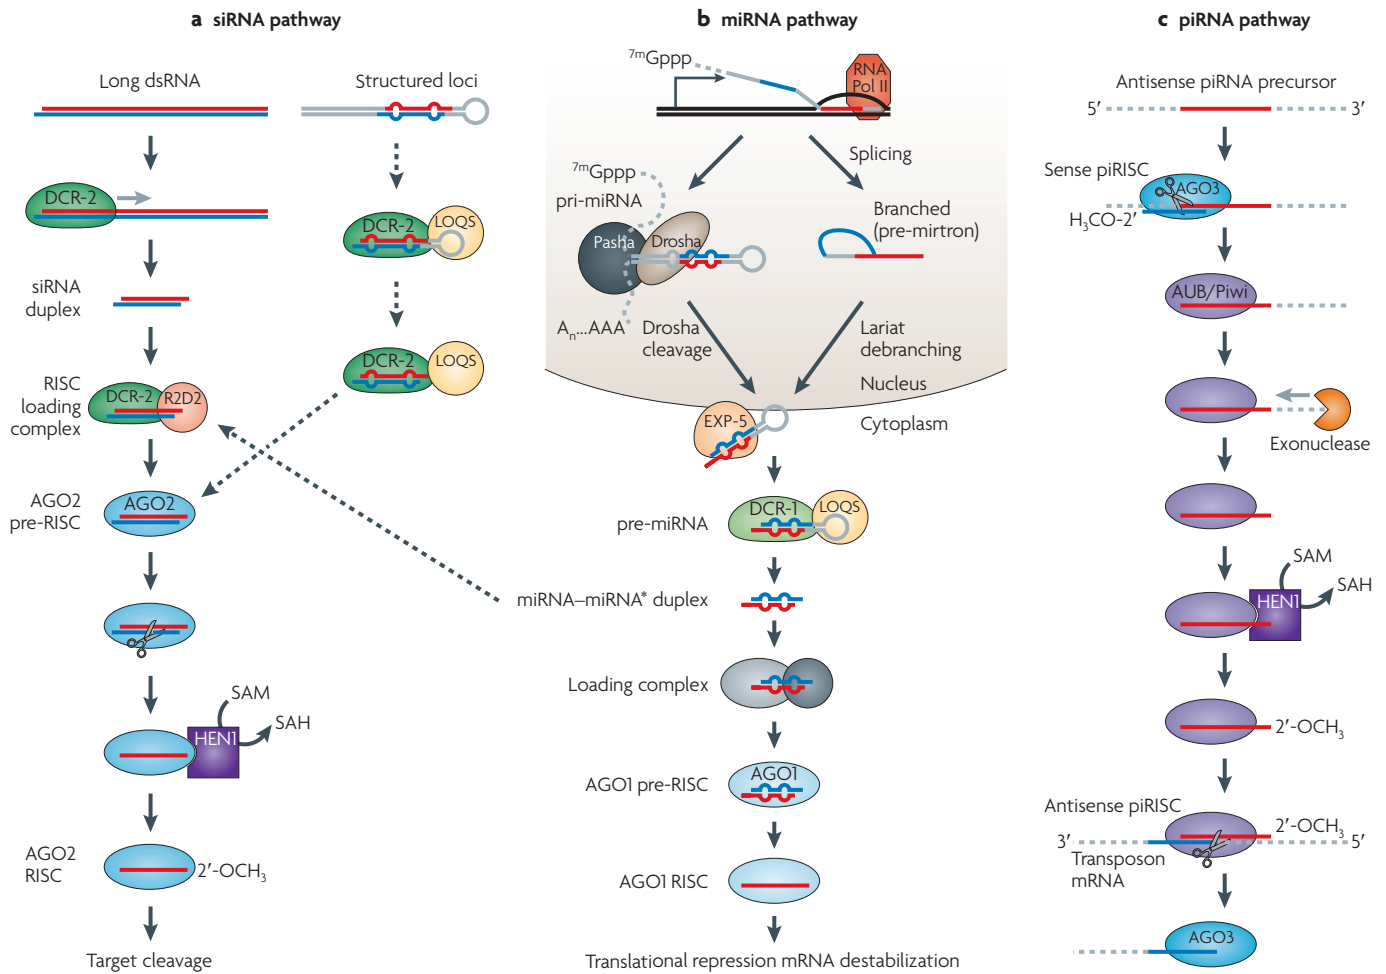 a siRNA pathway
Long dsRNA
Structured loci
DCR-2
DCR-2
LOQS
siRNA
duplex
DCR-2
LOQS
RISC
loading
complex
DCR-2
R2D2
AGO2
pre-RISC
AGO2
SAM
HEN1
SAH
AGO2
RISC
2′-OCH₃
Target cleavage
b miRNA pathway
⁷ᵐGppp
RNA
Pol II
Splicing
⁷ᵐGppp
pri-miRNA
Pasha
Drosha
Branched
(pre-mirtron)
Aₙ...AAA
Drosha
cleavage
Lariat
debranching
Nucleus
Cytoplasm
EXP-5
pre-miRNA
DCR-1
LOQS
miRNA–miRNA* duplex
Loading complex
AGO1 pre-RISC
AGO1
AGO1 RISC
Translational repression mRNA destabilization
c piRNA pathway
Antisense piRNA precursor
5′
3′
Sense piRISC
AGO3
H₃CO-2′
AUB/Piwi
Exonuclease
SAM
HEN1
SAH
2′-OCH₃
Antisense piRISC
2′-OCH₃
3′
5′
Transposon
mRNA
AGO3